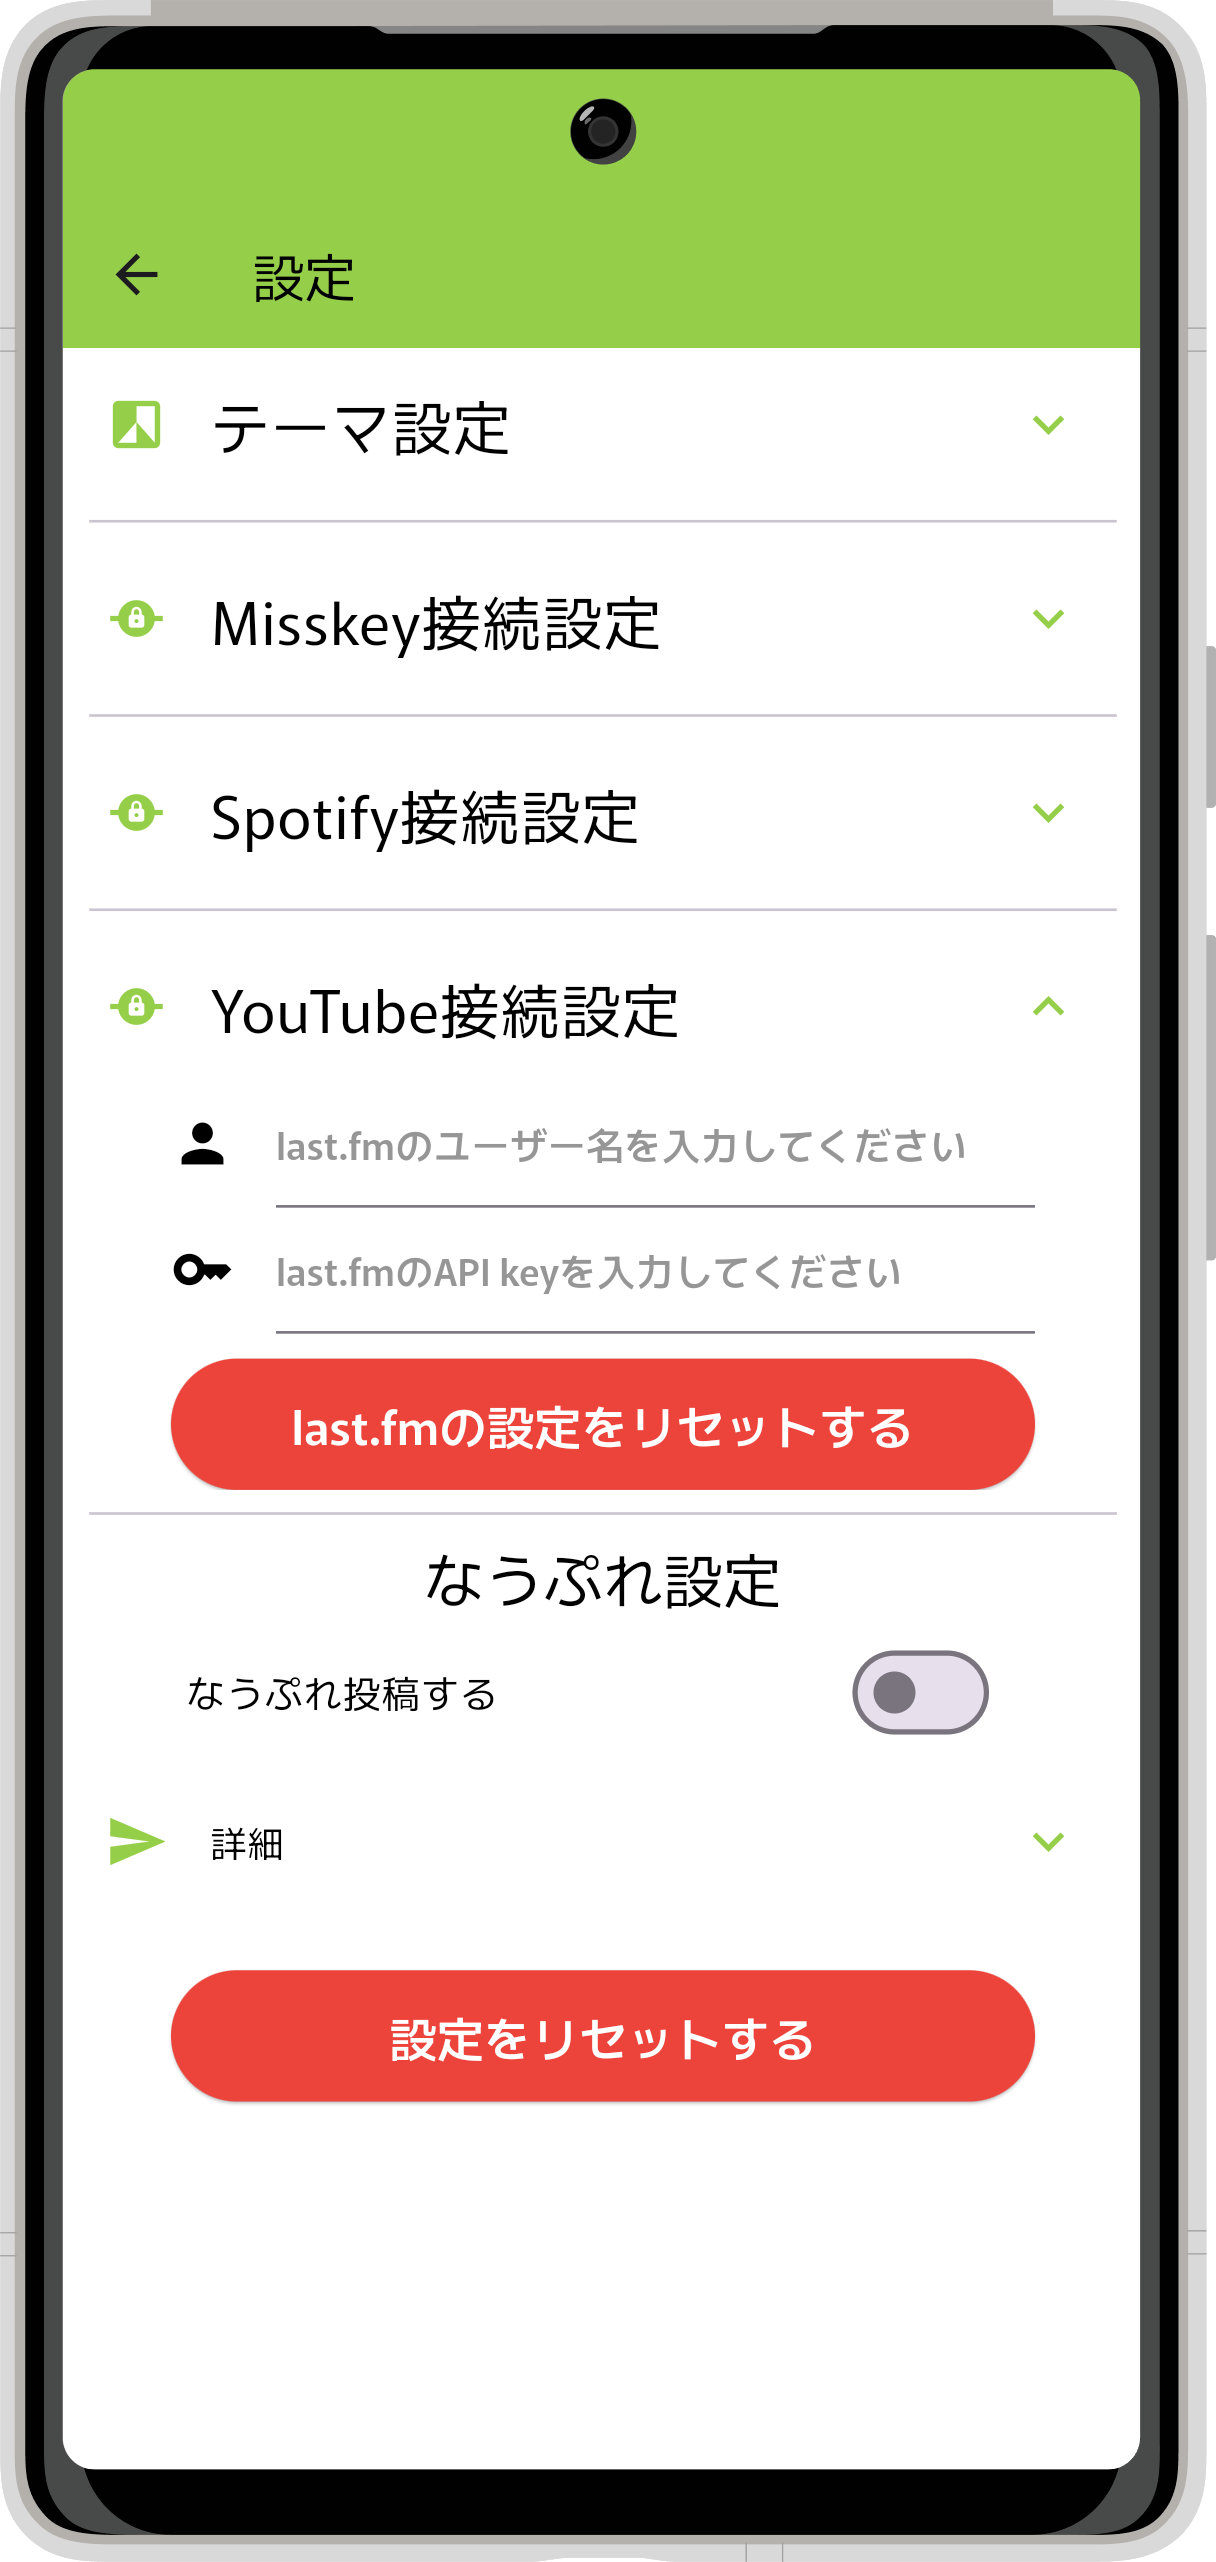 設定
テーマ設定
Misskey接続設定
Spotify接続設定
YouTube接続設定
last.fmのユーザー名を入力してください
last.fmのAPI keyを入力してください
last.fmの設定をリセットする
なうぷれ設定
なうぷれ投稿する
詳細
設定をリセットする